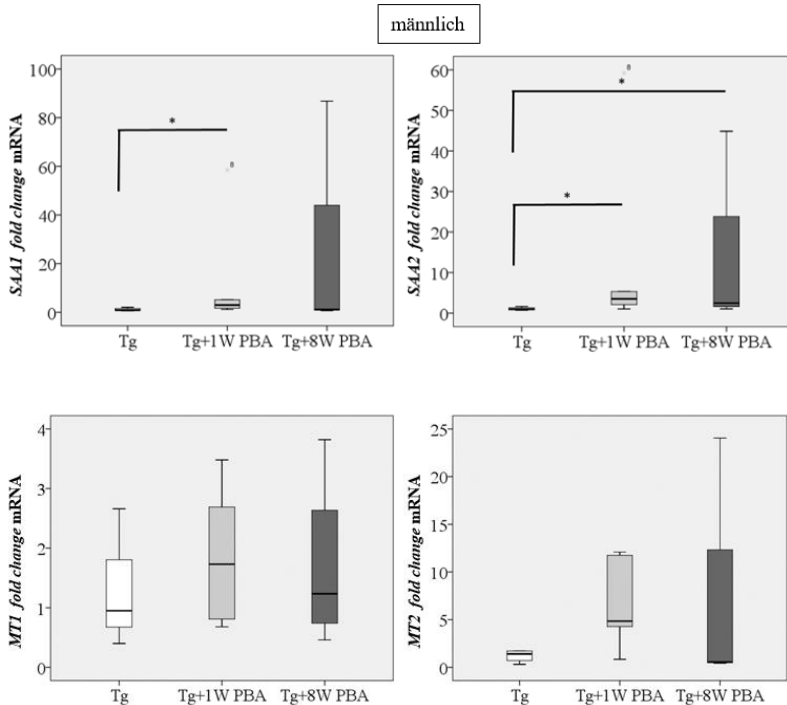 männlich
SAA1 fold change mRNA
100
80
60
40
20
0
*
8
Tg
Tg+1W PBA
Tg+8W PBA
SAA2 fold change mRNA
60
50
40
30
20
10
0
8
*
*
Tg
Tg+1W PBA
Tg+8W PBA
MT1 fold change mRNA
4
3
2
1
0
Tg
Tg+1W PBA
Tg+8W PBA
MT2 fold change mRNA
25
20
15
10
5
0
Tg
Tg+1W PBA
Tg+8W PBA